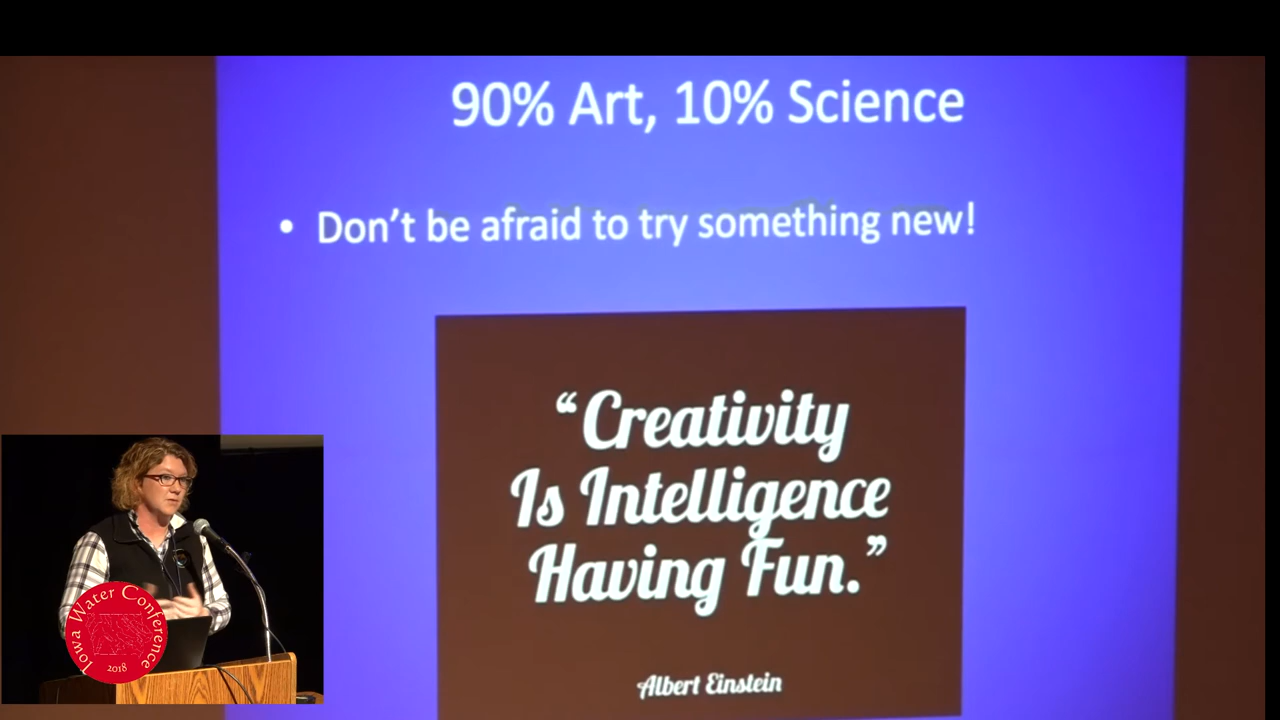 90% Art, 10% Science
• Don't be afraid to try something new!
“Creativity
Is Intelligence
Having Fun.”
Albert Einstein
Iowa Water Conference
2018